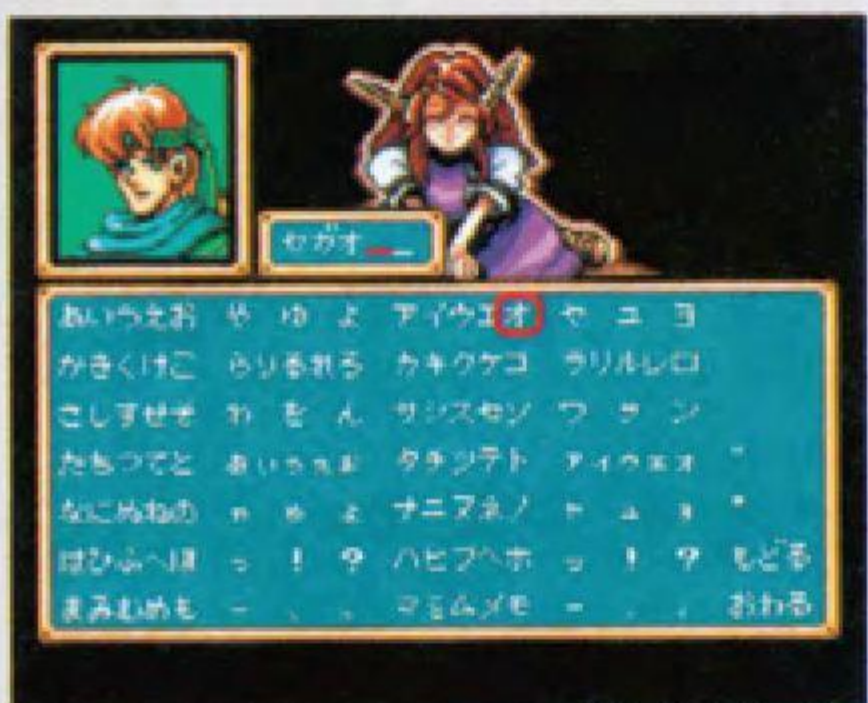 セガオ
あいうえお や ゆ よ アイウエオ ヤ ユ ヨ
かきくけこ らりるれろ カキクケコ ラリルレロ
さしすせそ わ を ん サシスセソ ワ ヲ ン
たちつてと ぁぃぅぇぉ タチツテト ァィゥェォ ゛
なにぬねの ゃ ゅ ょ ナニヌネノ ャ ュ ョ ゜
はひふへほ っ ! ? ハヒフヘホ ッ ! ? もどる
まみむめも ー 、 。 マミムメモ ー 、 。 おわる